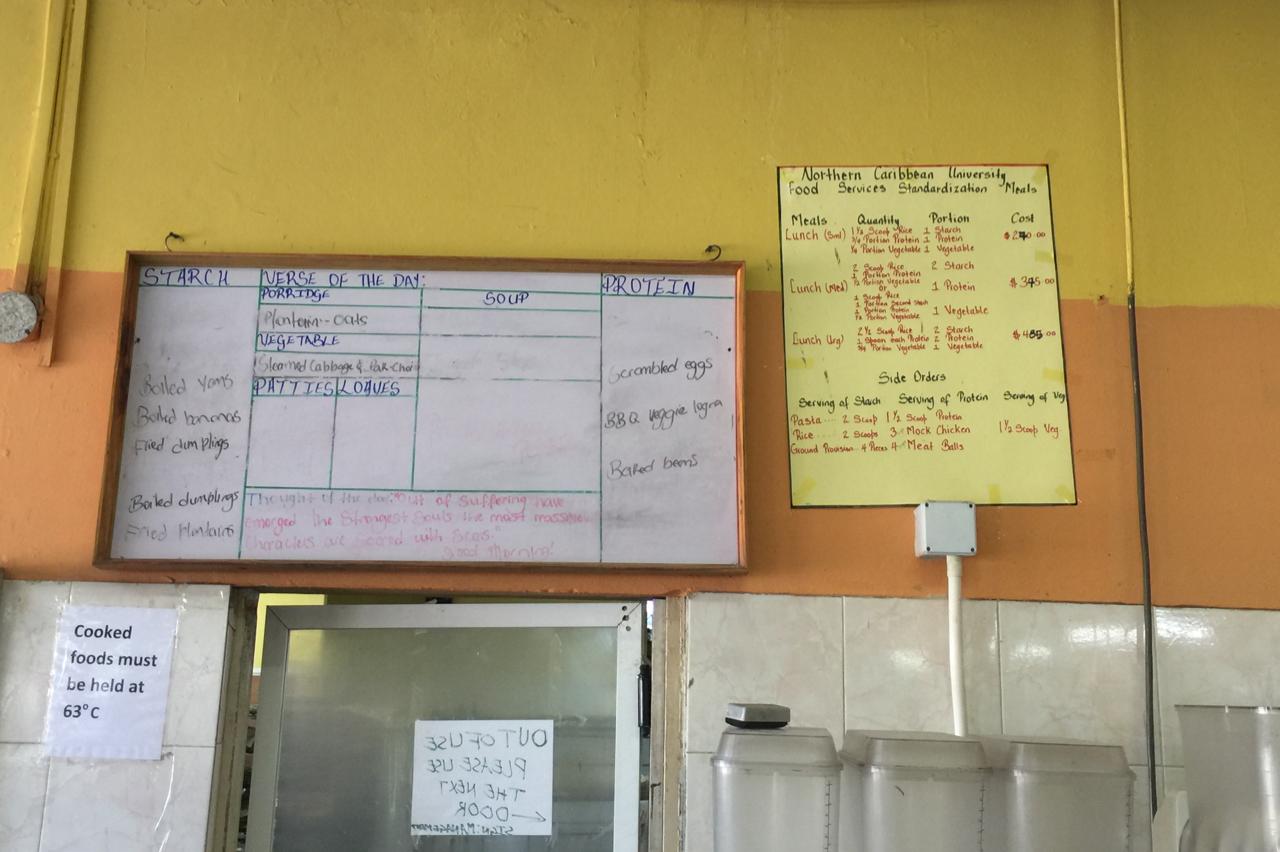 STARCH
Boiled Yams
Boiled bananas
Fried dumplings
Boiled dumplings
Fried Plantains
VERSE OF THE DAY:
PORRIDGE
Plantain - Oats
VEGETABLE
Steamed Cabbage & Pak-Choi
PATTIES LOAVES
SOUP
PROTEIN
Scrambled eggs
BBQ veggie
Baked beans
Thought of the day: "Out of suffering have
emerged the Strongest Souls the most massive
characters are seared with Scars."
Good Morning!
Northern Caribbean University
Food Services Standardization Meals
Meals Quantity Portion Cost
Lunch (Sml) 1 1/2 Scoop Rice 1 Starch $ .00
3/4 Portion Protein 1 Protein
1/4 Portion Vegetable 1 Vegetable
2 Scoop Rice 2 Starch
1 Portion Protein
Lunch (Med) 1/2 Portion Vegetable 1 Protein $ 345.00
or
1 Scoop Rice
1 Portion Second Starch
1 Portion Protein 1 Vegetable
1/2 Portion Vegetable
2 1/2 Scoop Rice 2 Starch
Lunch (Lrg) 1 Spoon each Protein 2 Protein $ 485.00
3/4 Portion Vegetable 1 Vegetable
Side Orders
Serving of Starch Serving of Protein Serving of Veg
Pasta 2 Scoop 1 1/2 Scoop Protein
Rice 2 Scoops 3 Mock Chicken 1 1/2 Scoop Veg.
Ground Provision 4 Pieces 4 Meat Balls
Cooked
foods must
be held at
63°C
OUT OF USE
PLEASE USE
THE NEXT
DOOR
SIGN: MANAGEMENT